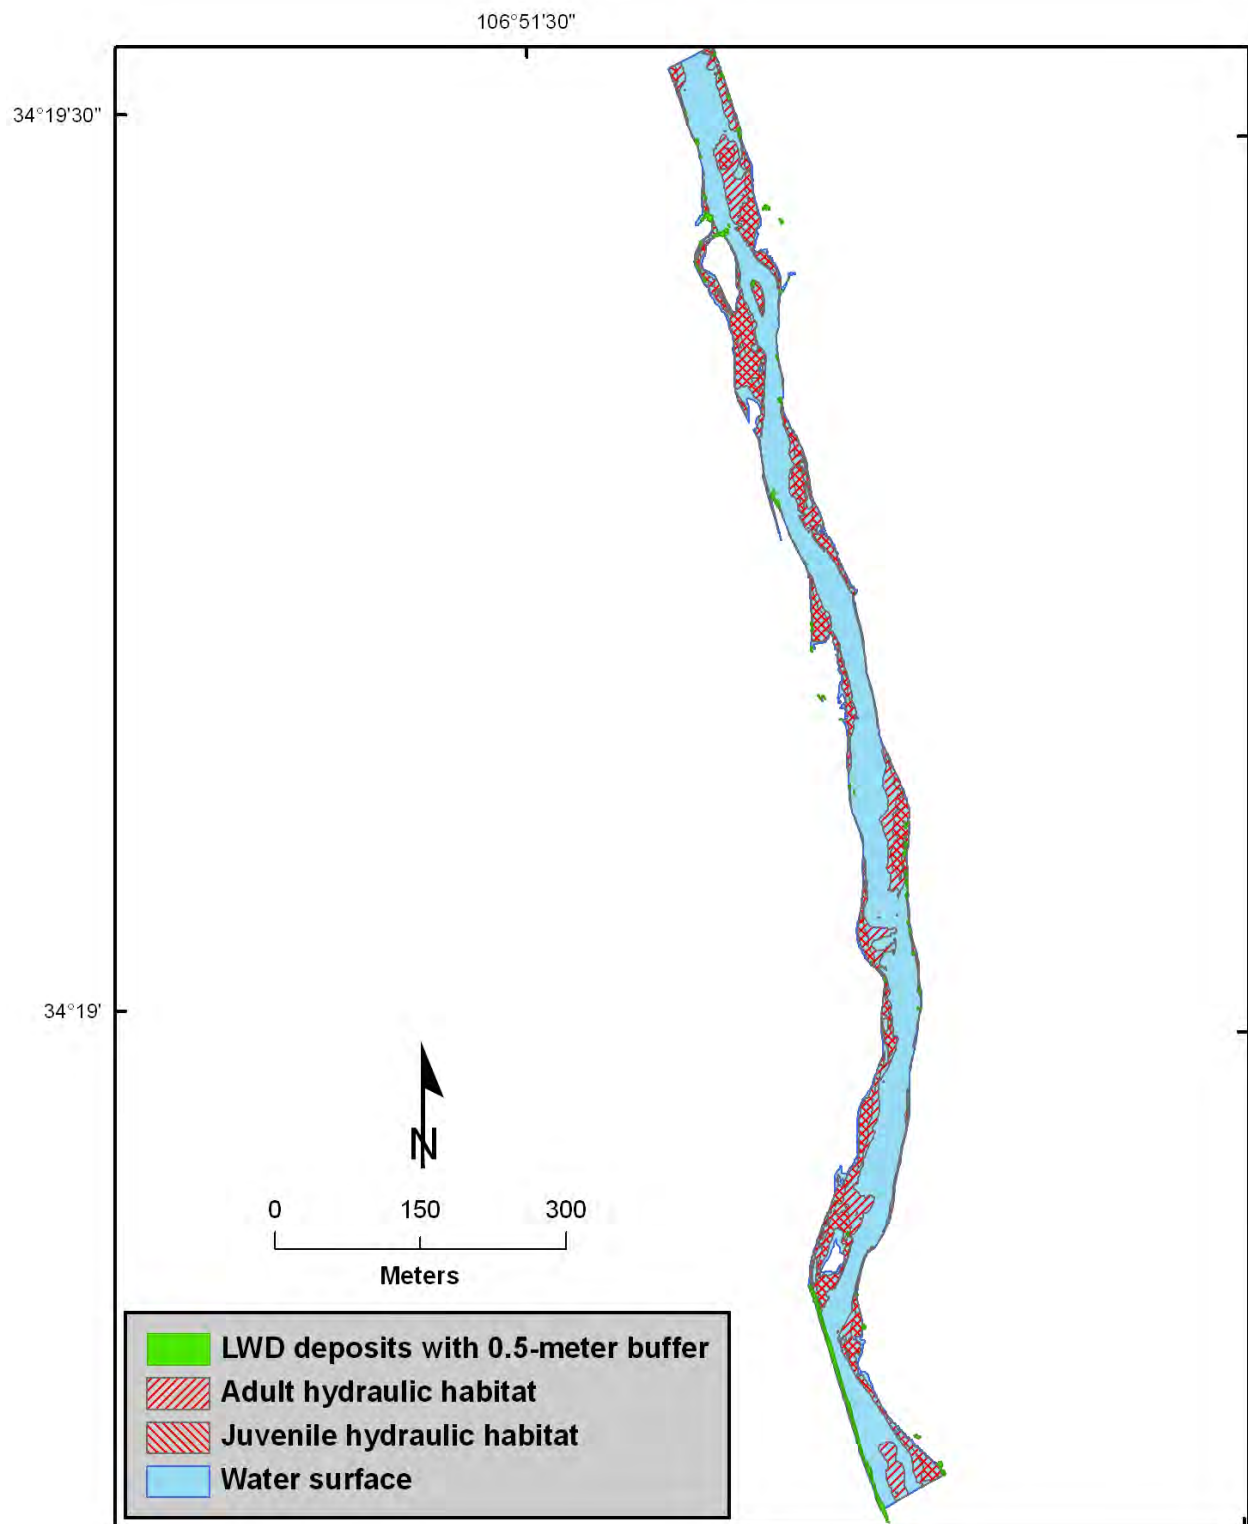 106°51'30"
34°19'30"
34°19'
N
0 150 300
Meters
LWD deposits with 0.5-meter buffer
Adult hydraulic habitat
Juvenile hydraulic habitat
Water surface